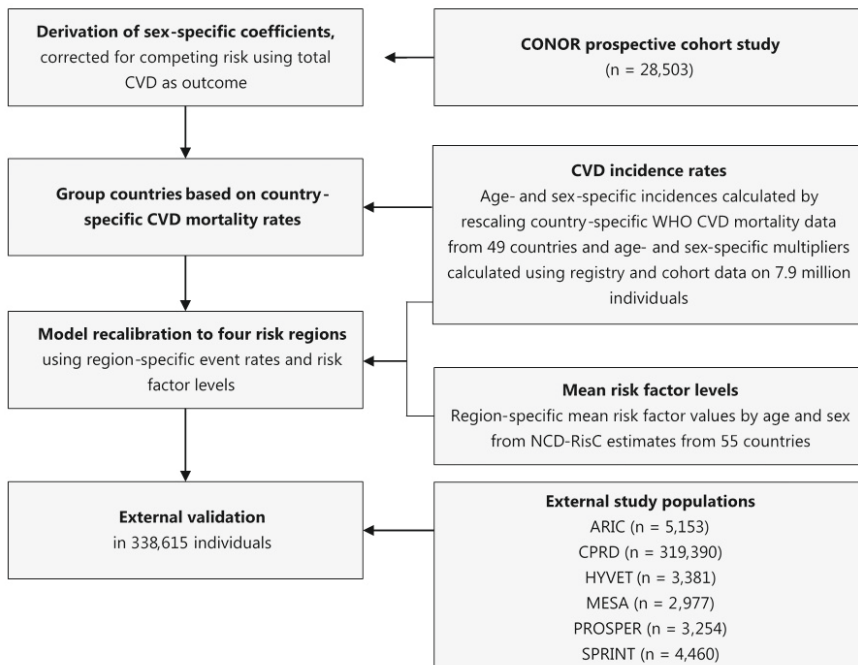 Derivation of sex-specific coefficients,
corrected for competing risk using total
CVD as outcome
CONOR prospective cohort study
(n = 28,503)
Group countries based on country-
specific CVD mortality rates
CVD incidence rates
Age- and sex-specific incidences calculated by
rescaling country-specific WHO CVD mortality data
from 49 countries and age- and sex-specific multipliers
calculated using registry and cohort data on 7.9 million
individuals
Model recalibration to four risk regions
using region-specific event rates and risk
factor levels
Mean risk factor levels
Region-specific mean risk factor values by age and sex
from NCD-RisC estimates from 55 countries
External validation
in 338,615 individuals
External study populations
ARIC (n = 5,153)
CPRD (n = 319,390)
HYVET (n = 3,381)
MESA (n = 2,977)
PROSPER (n = 3,254)
SPRINT (n = 4,460)